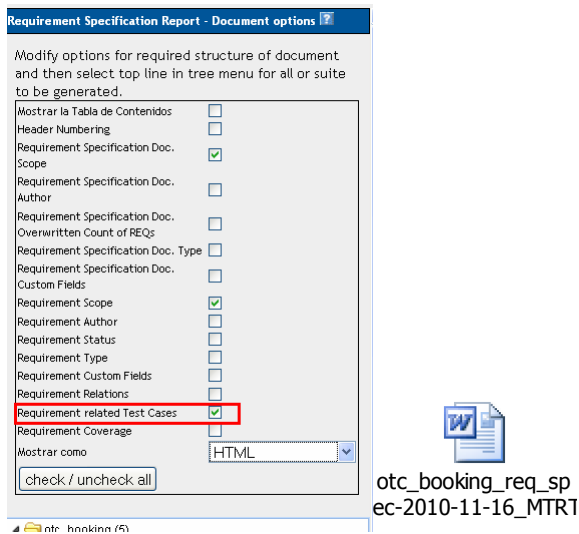 Requirement Specification Report - Document options ?
Modify options for required structure of document
and then select top line in tree menu for all or suite
to be generated.
Mostrar la Tabla de Contenidos
Header Numbering
Requirement Specification Doc.
Scope
Requirement Specification Doc.
Author
Requirement Specification Doc.
Overwritten Count of REQs
Requirement Specification Doc. Type
Requirement Specification Doc.
Custom Fields
Requirement Scope
Requirement Author
Requirement Status
Requirement Type
Requirement Custom Fields
Requirement Relations
Requirement related Test Cases
Requirement Coverage
Mostrar como HTML
check / uncheck all
otc_booking (5)
W
otc_booking_req_sp
ec-2010-11-16_MTRT